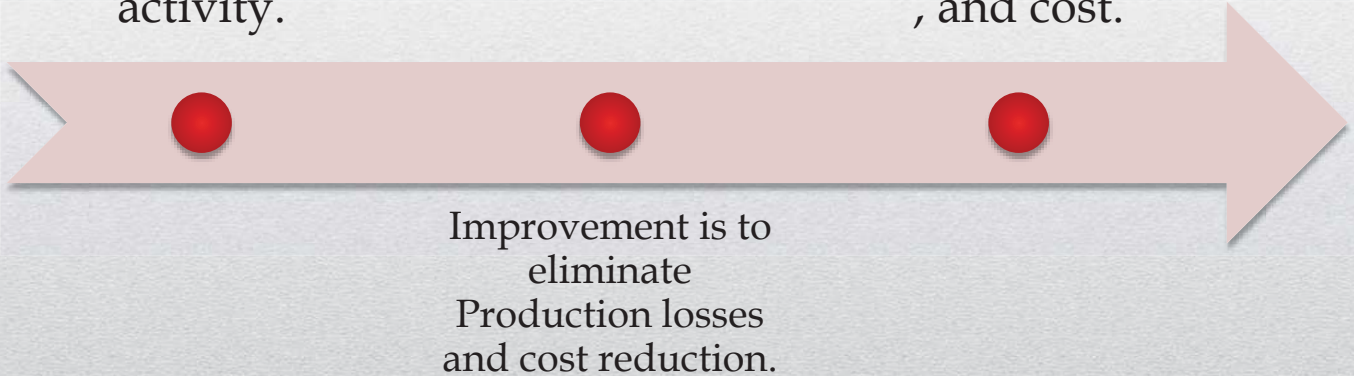 activity.
, and cost.
Improvement is to
eliminate
Production losses
and cost reduction.